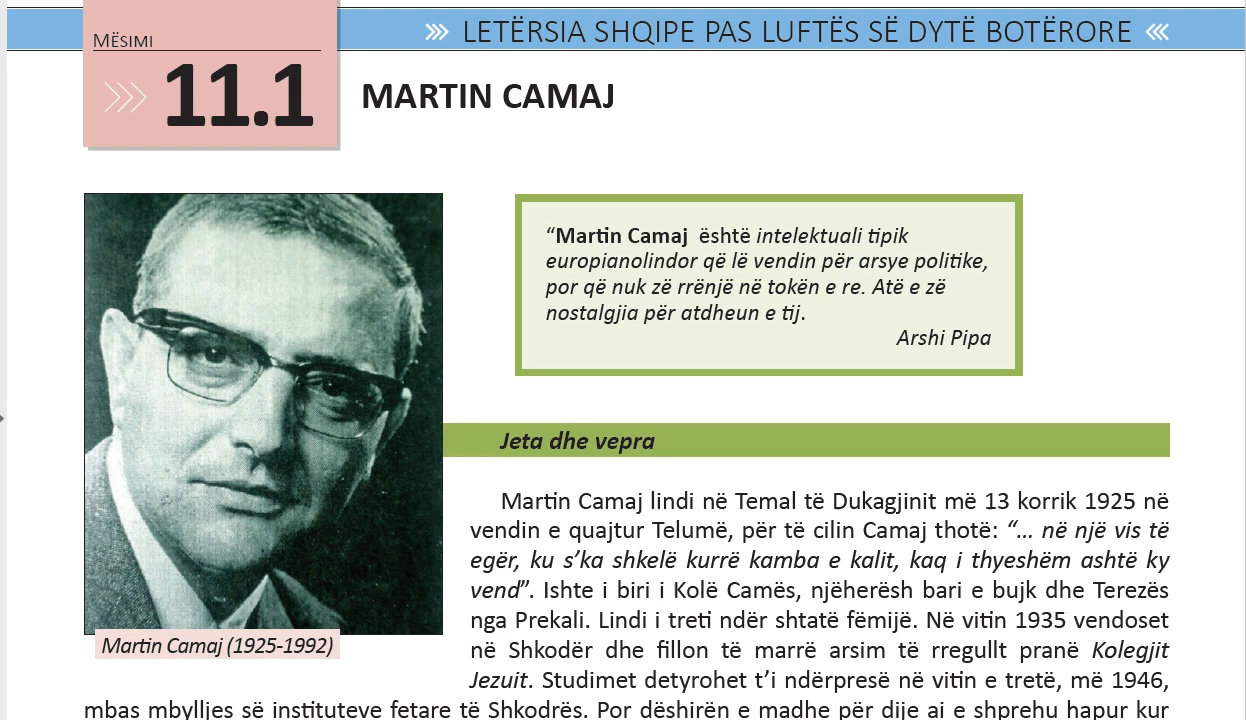 LETËRSIA SHQIPE PAS LUFTËS SË DYTË BOTËRORE
MËSIMI
11.1
MARTIN CAMAJ
“Martin Camaj është intelektuali tipik
europianolindor që lë vendin për arsye politike,
por që nuk zë rrënjë në tokën e re. Atë e zë
nostalgjia për atdheun e tij.
Arshi Pipa
Jeta dhe vepra
Martin Camaj lindi në Temal të Dukagjinit më 13 korrik 1925 në
vendin e quajtur Telumë, për të cilin Camaj thotë: “... në një vis të
egër, ku s’ka shkelë kurrë kamba e kalit, kaq i thyeshëm ashtë ky
vend”. Ishte i biri i Kolë Camës, njëherësh bari e bujk dhe Terezës
nga Prekali. Lindi i treti ndër shtatë fëmijë. Në vitin 1935 vendoset
në Shkodër dhe fillon të marrë arsim të rregullt pranë Kolegjit
Jezuit. Studimet detyrohet t’i ndërpresë në vitin e tretë, më 1946,
mbas mbylljes së instituteve fetare të Shkodrës. Por dëshirën e madhe për dije ai e shprehu hapur kur
Martin Camaj (1925-1992)